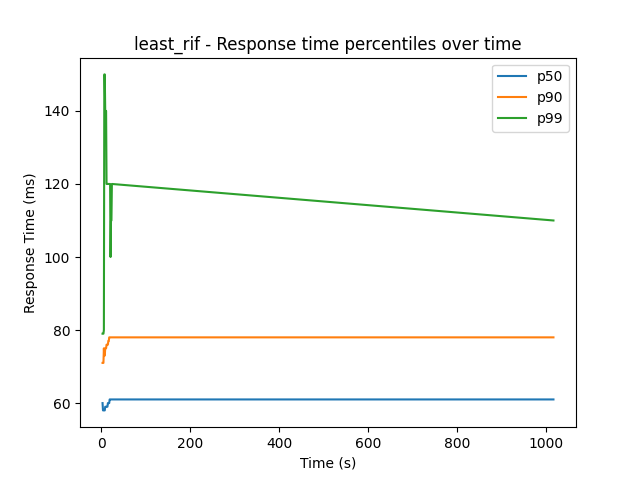 least_rif - Response time percentiles over time
p50
p90
p99
140
120
100
80
60
Response Time (ms)
0 200 400 600 800 1000
Time (s)